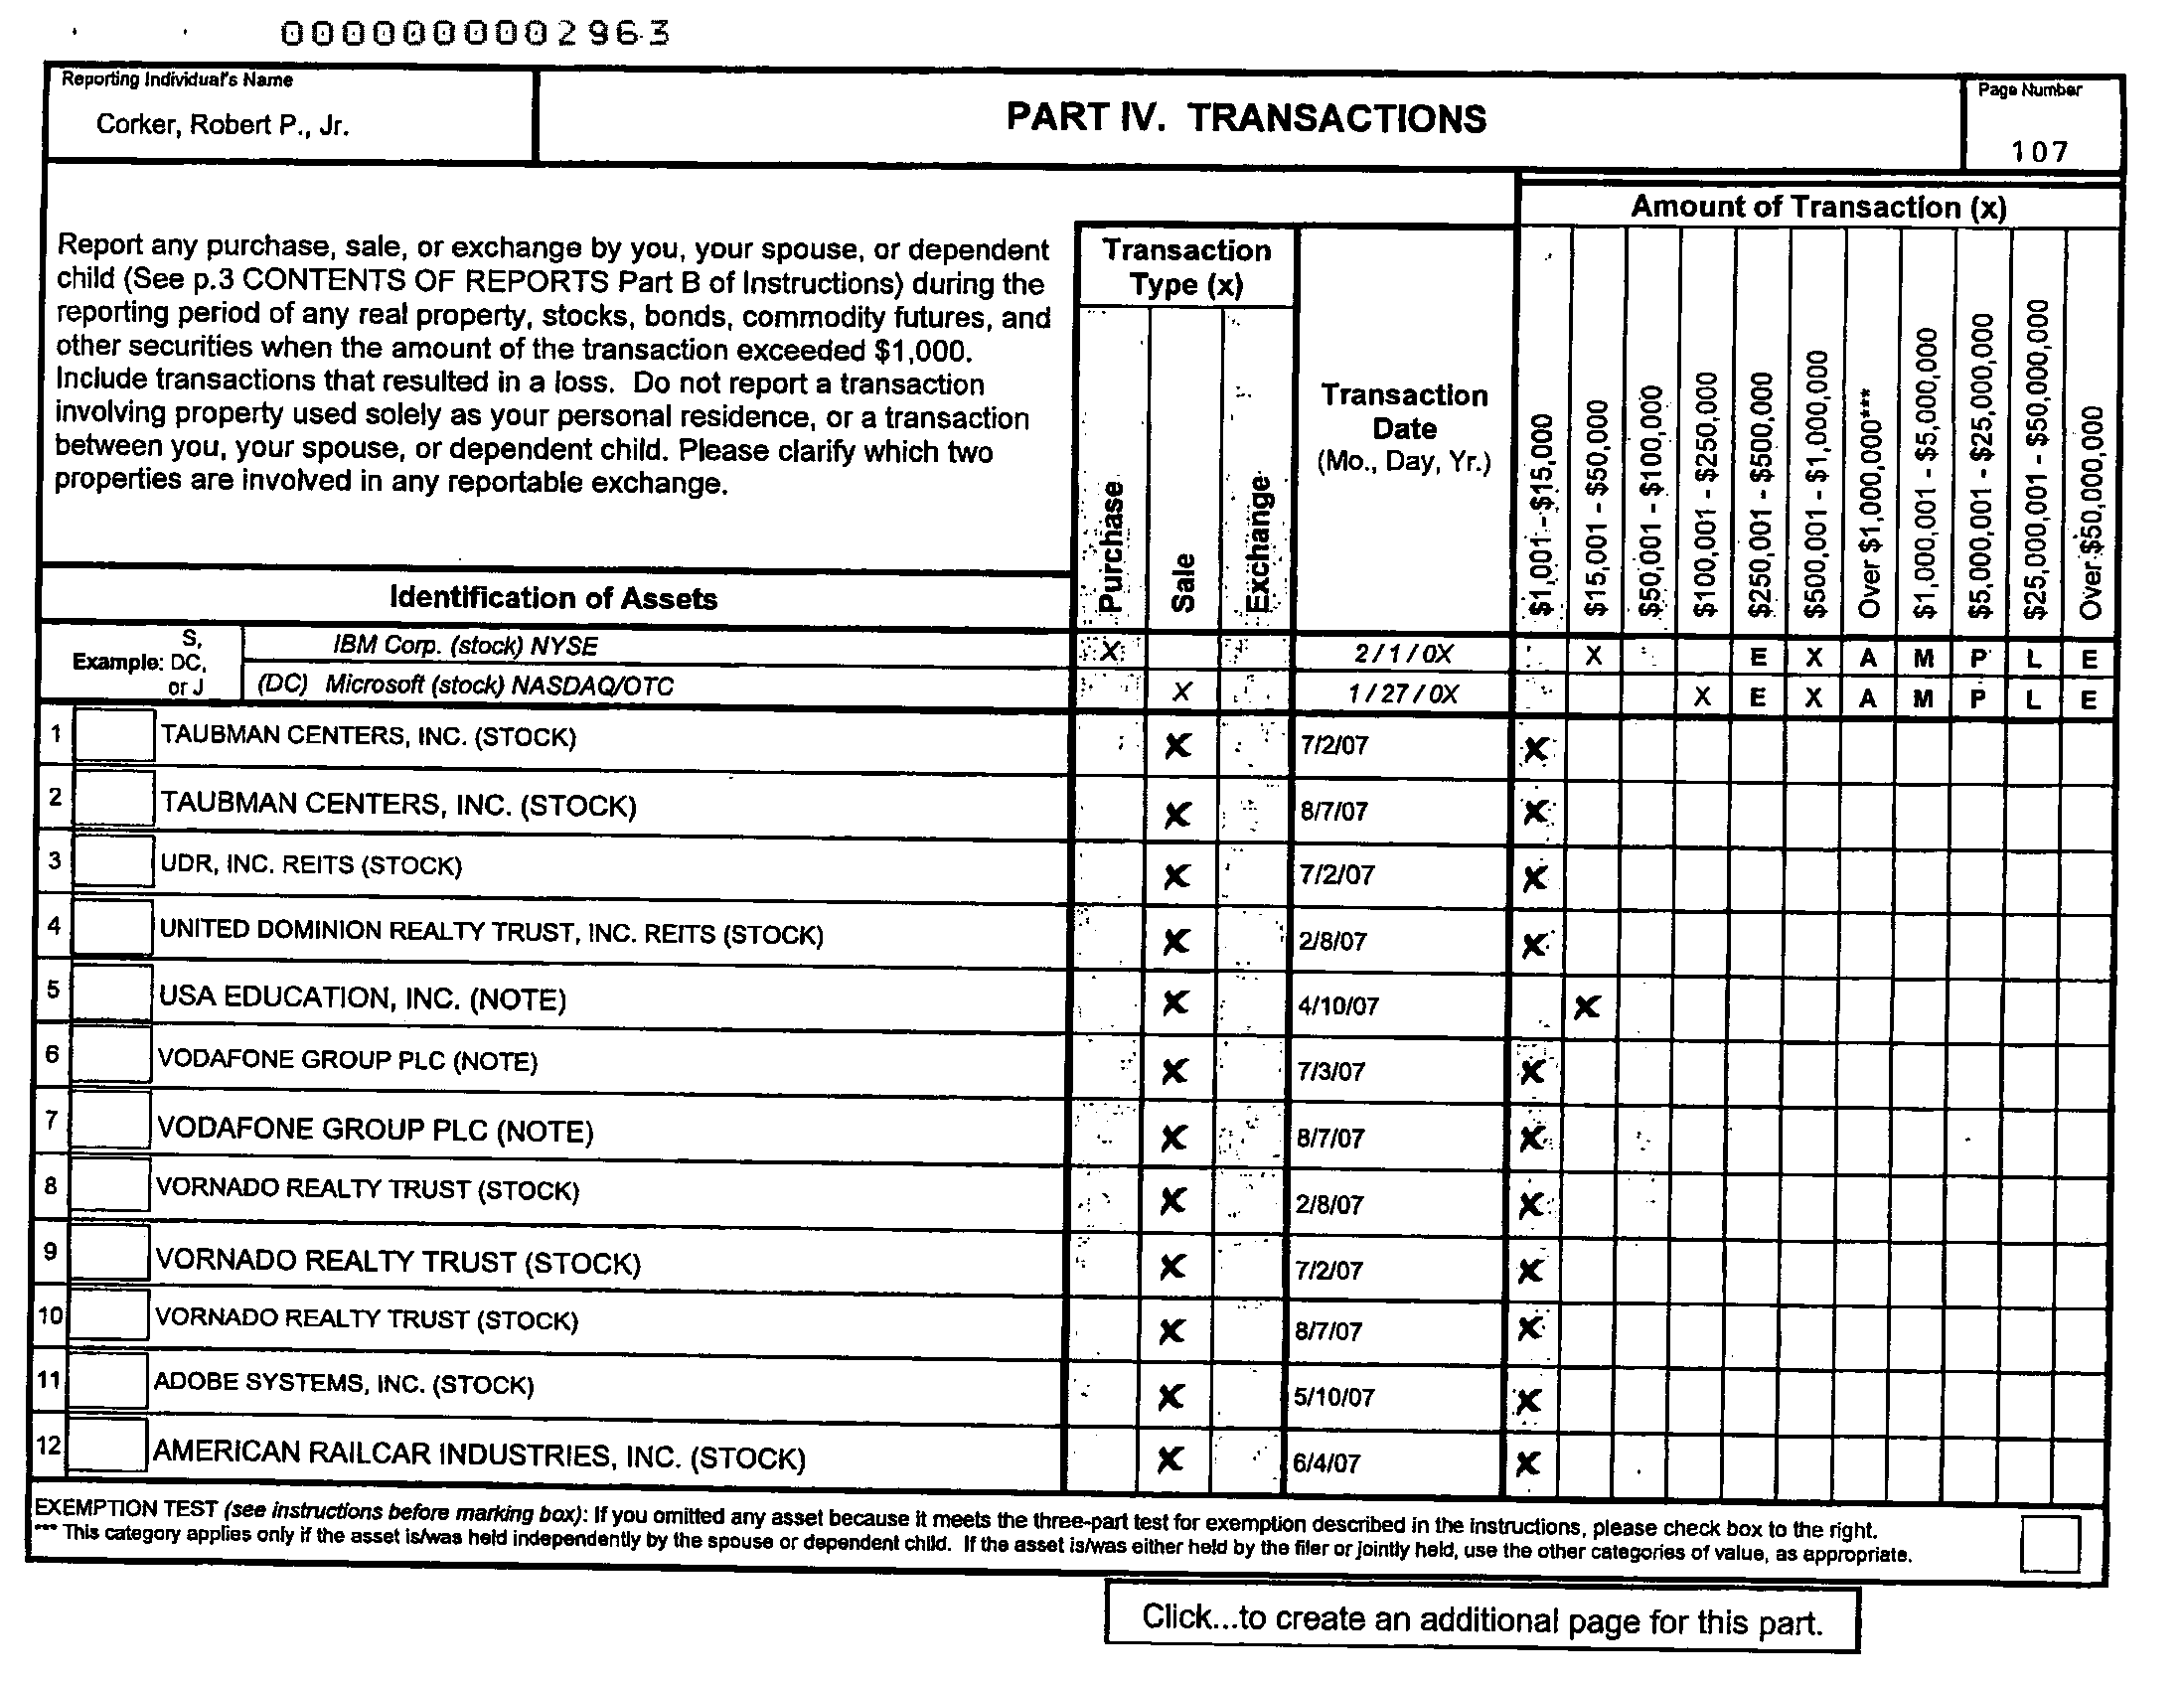 0000000002963
Reporting Individual's Name
Corker, Robert P., Jr.
PART IV. TRANSACTIONS
Page Number
107
Report any purchase, sale, or exchange by you, your spouse, or dependent
child (See p.3 CONTENTS OF REPORTS Part B of Instructions) during the
reporting period of any real property, stocks, bonds, commodity futures, and
other securities when the amount of the transaction exceeded $1,000.
Include transactions that resulted in a loss. Do not report a transaction
involving property used solely as your personal residence, or a transaction
between you, your spouse, or dependent child. Please clarify which two
properties are involved in any reportable exchange.
Identification of Assets
Transaction
Type (x)
Purchase
Sale
Exchange
Transaction
Date
(Mo., Day, Yr.)
Amount of Transaction (x)
$1,001 - $15,000
$15,001 - $50,000
$50,001 - $100,000
$100,001 - $250,000
$250,001 - $500,000
$500,001 - $1,000,000
Over $1,000,000***
$1,000,001 - $5,000,000
$5,000,001 - $25,000,000
$25,000,001 - $50,000,000
Over $50,000,000
Example: S, DC, or J
IBM Corp. (stock) NYSE X 2/1/0X X E X A M P L E
(DC) Microsoft (stock) NASDAQ/OTC X 1/27/0X X E X A M P L E
1 TAUBMAN CENTERS, INC. (STOCK) X 7/2/07 X
2 TAUBMAN CENTERS, INC. (STOCK) X 8/7/07 X
3 UDR, INC. REITS (STOCK) X 7/2/07 X
4 UNITED DOMINION REALTY TRUST, INC. REITS (STOCK) X 2/8/07 X
5 USA EDUCATION, INC. (NOTE) X 4/10/07 X
6 VODAFONE GROUP PLC (NOTE) X 7/3/07 X
7 VODAFONE GROUP PLC (NOTE) X 8/7/07 X
8 VORNADO REALTY TRUST (STOCK) X 2/8/07 X
9 VORNADO REALTY TRUST (STOCK) X 7/2/07 X
10 VORNADO REALTY TRUST (STOCK) X 8/7/07 X
11 ADOBE SYSTEMS, INC. (STOCK) X 5/10/07 X
12 AMERICAN RAILCAR INDUSTRIES, INC. (STOCK) X 6/4/07 X
EXEMPTION TEST (see instructions before marking box): If you omitted any asset because it meets the three-part test for exemption described in the instructions, please check box to the right.
*** This category applies only if the asset is/was held independently by the spouse or dependent child. If the asset is/was either held by the filer or jointly held, use the other categories of value, as appropriate.
Click...to create an additional page for this part.